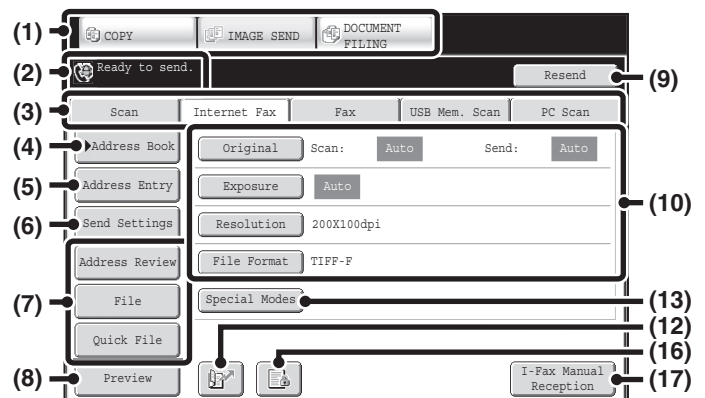 (1) COPY IMAGE SEND DOCUMENT FILING
(2) Ready to send. Resend (9)
(3) Scan Internet Fax Fax USB Mem. Scan PC Scan
(4) Address Book Original Scan: Auto Send: Auto
(5) Address Entry Exposure Auto (10)
(6) Send Settings Resolution 200X100dpi
Address Review File Format TIFF-F
(7) File Special Modes (13)
(12)
Quick File (16)
(8) Preview I-Fax Manual Reception (17)